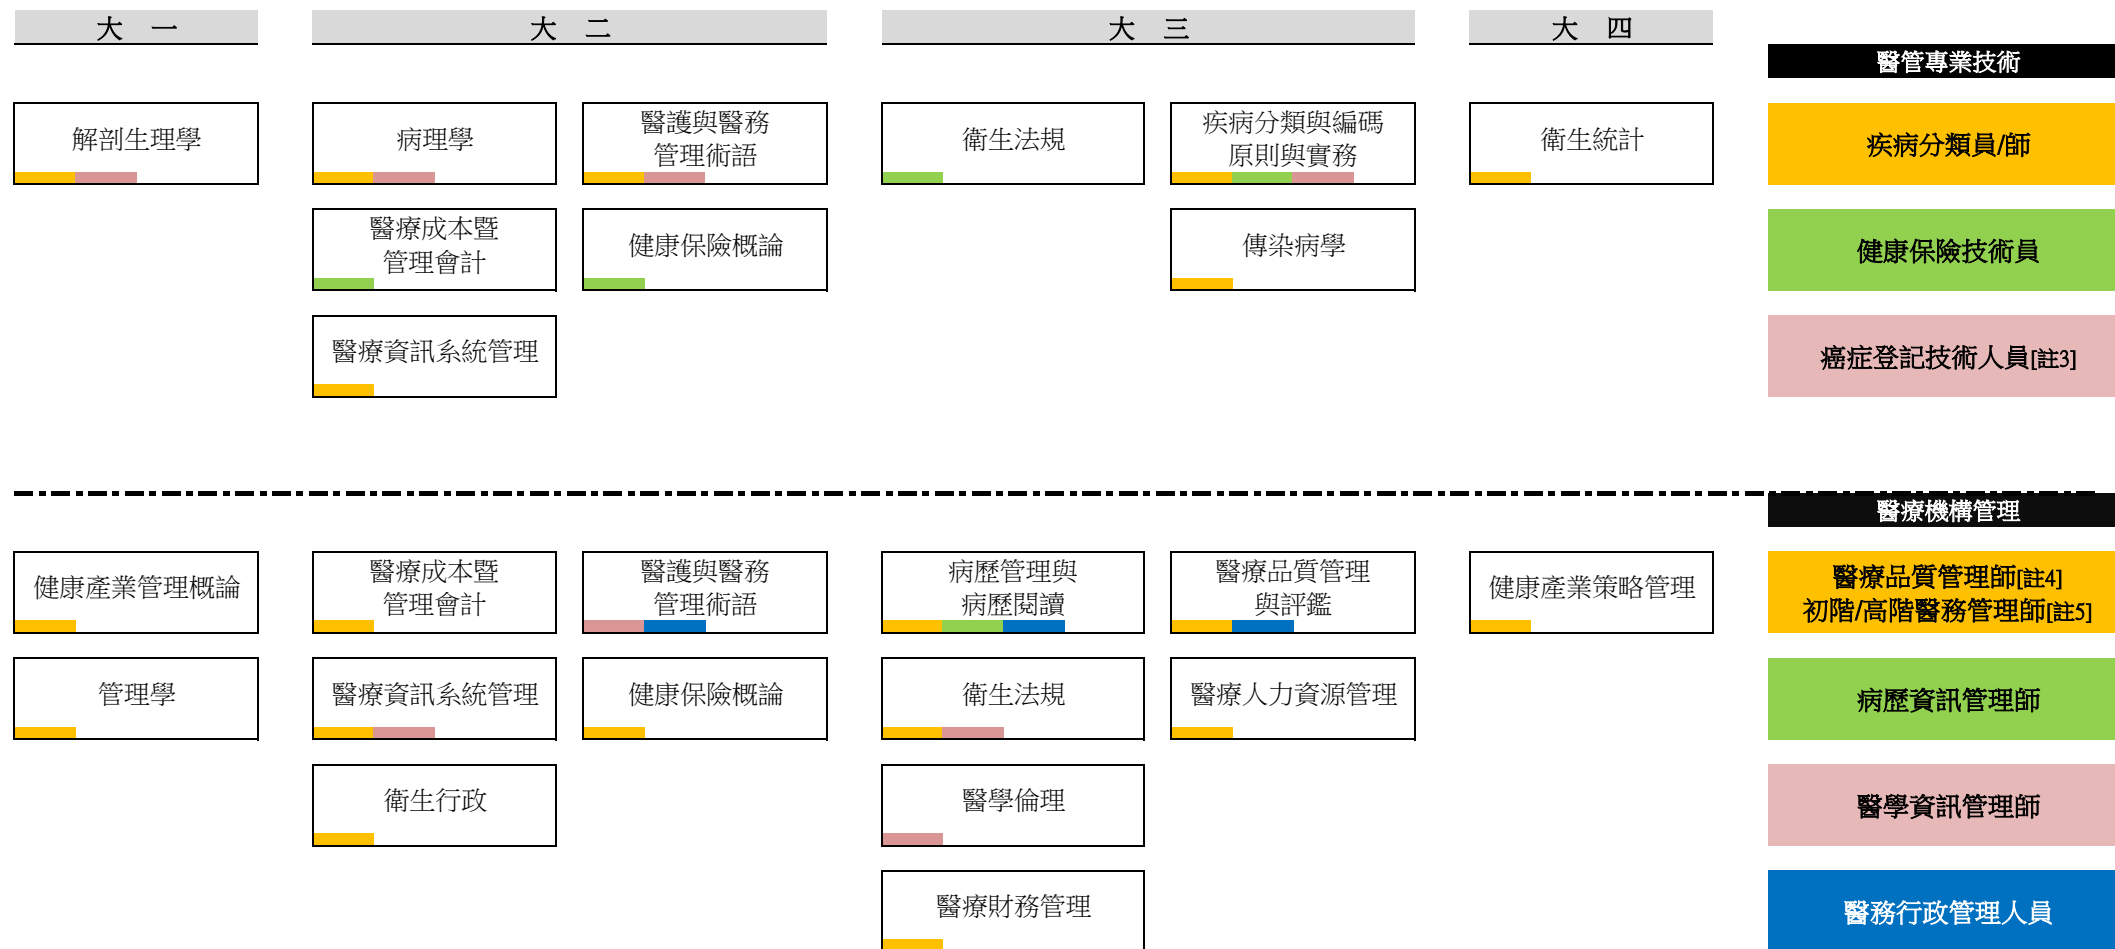 大 一
大 二
大 三
大 四
醫管專業技術
解剖生理學
病理學
醫護與醫務
管理術語
衛生法規
疾病分類與編碼
原則與實務
衛生統計
疾病分類員/師
醫療成本暨
管理會計
健康保險概論
傳染病學
健康保險技術員
醫療資訊系統管理
癌症登記技術人員[註3]
醫療機構管理
健康產業管理概論
醫療成本暨
管理會計
醫護與醫務
管理術語
病歷管理與
病歷閱讀
醫療品質管理
與評鑑
健康產業策略管理
醫療品質管理師[註4]
初階/高階醫務管理師[註5]
管理學
醫療資訊系統管理
健康保險概論
衛生法規
醫療人力資源管理
病歷資訊管理師
衛生行政
醫學倫理
醫學資訊管理師
醫療財務管理
醫務行政管理人員